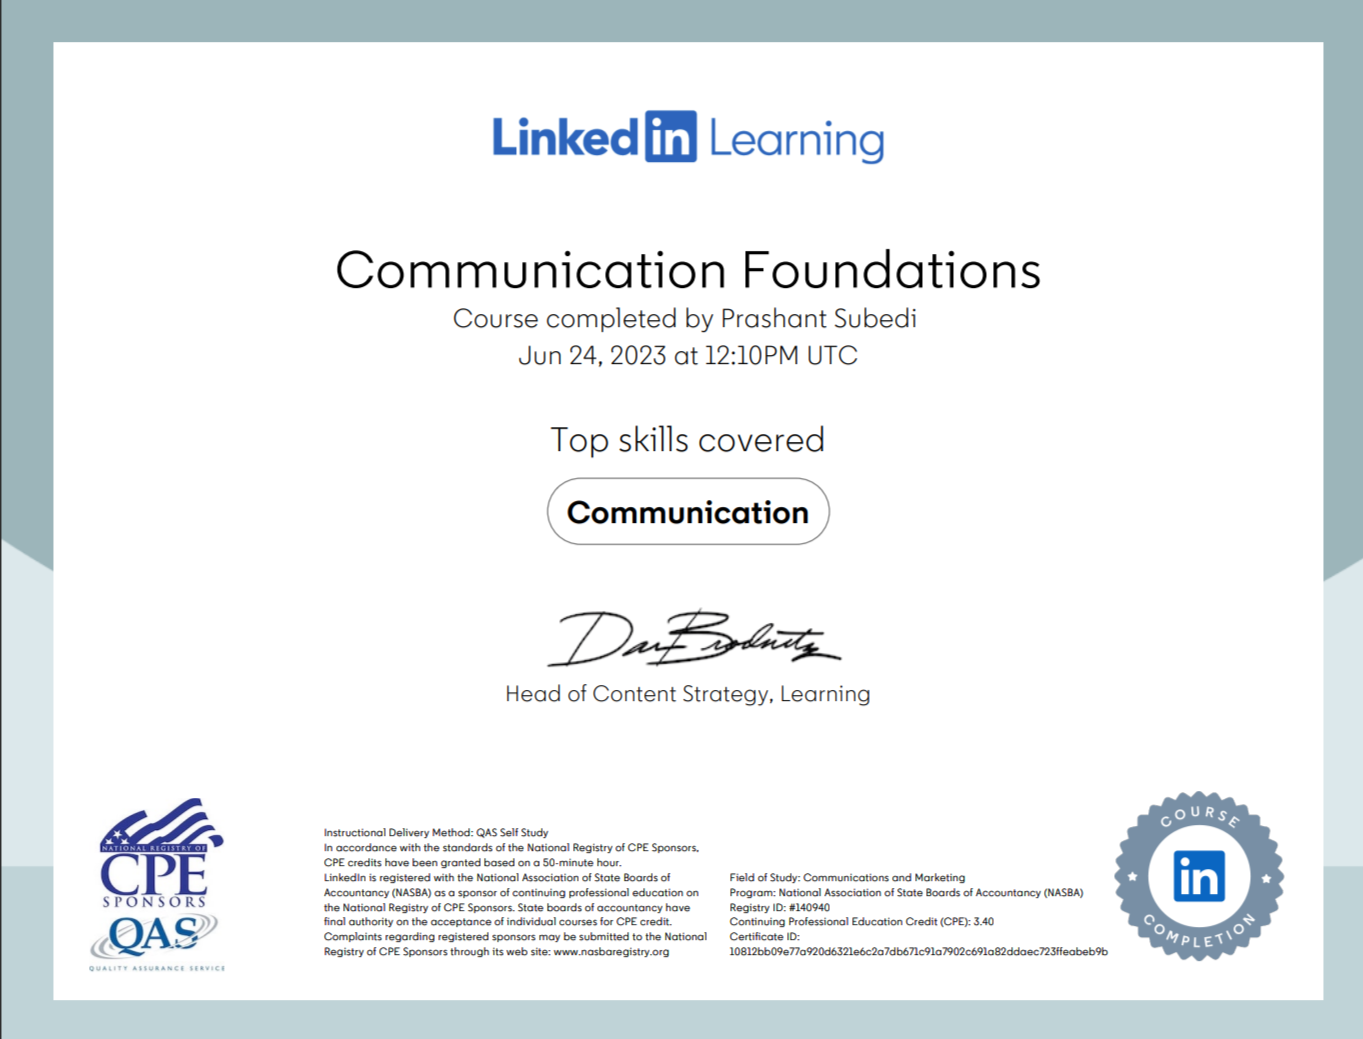 LinkedIn Learning
Communication Foundations
Course completed by Prashant Subedi
Jun 24, 2023 at 12:10PM UTC
Top skills covered
Communication
Dan Brodnitz
Head of Content Strategy, Learning
NATIONAL REGISTRY OF
CPE
SPONSORS
QAS
QUALITY ASSURANCE SERVICE
Instructional Delivery Method: QAS Self Study
In accordance with the standards of the National Registry of CPE Sponsors,
CPE credits have been granted based on a 50-minute hour.
LinkedIn is registered with the National Association of State Boards of
Accountancy (NASBA) as a sponsor of continuing professional education on
the National Registry of CPE Sponsors. State boards of accountancy have
final authority on the acceptance of individual courses for CPE credit.
Complaints regarding registered sponsors may be submitted to the National
Registry of CPE Sponsors through its web site: www.nasbaregistry.org
Field of Study: Communications and Marketing
Program: National Association of State Boards of Accountancy (NASBA)
Registry ID: #140940
Continuing Professional Education Credit (CPE): 3.40
Certificate ID:
10812bb09e77a920d6321e6c2a7db671c91a7902c691a82ddaec723ffeabeb9b
COURSE
in
COMPLETION